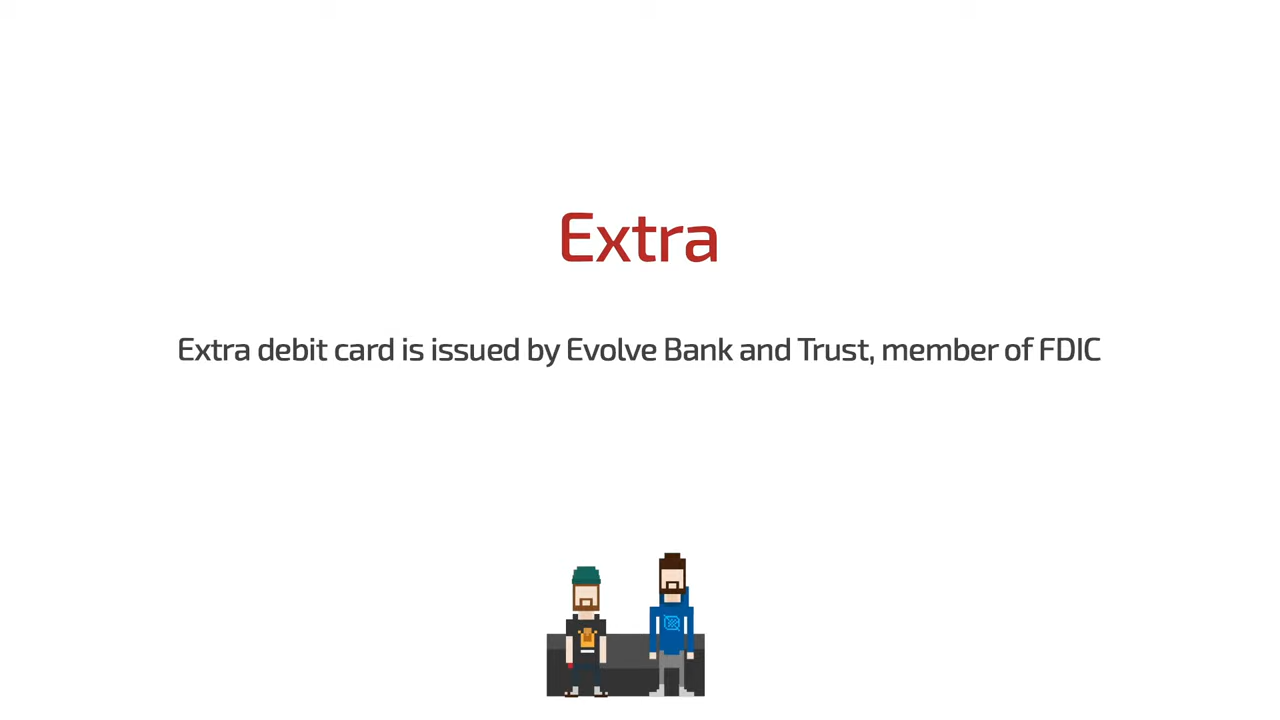 Extra
Extra debit card is issued by Evolve Bank and Trust, member of FDIC